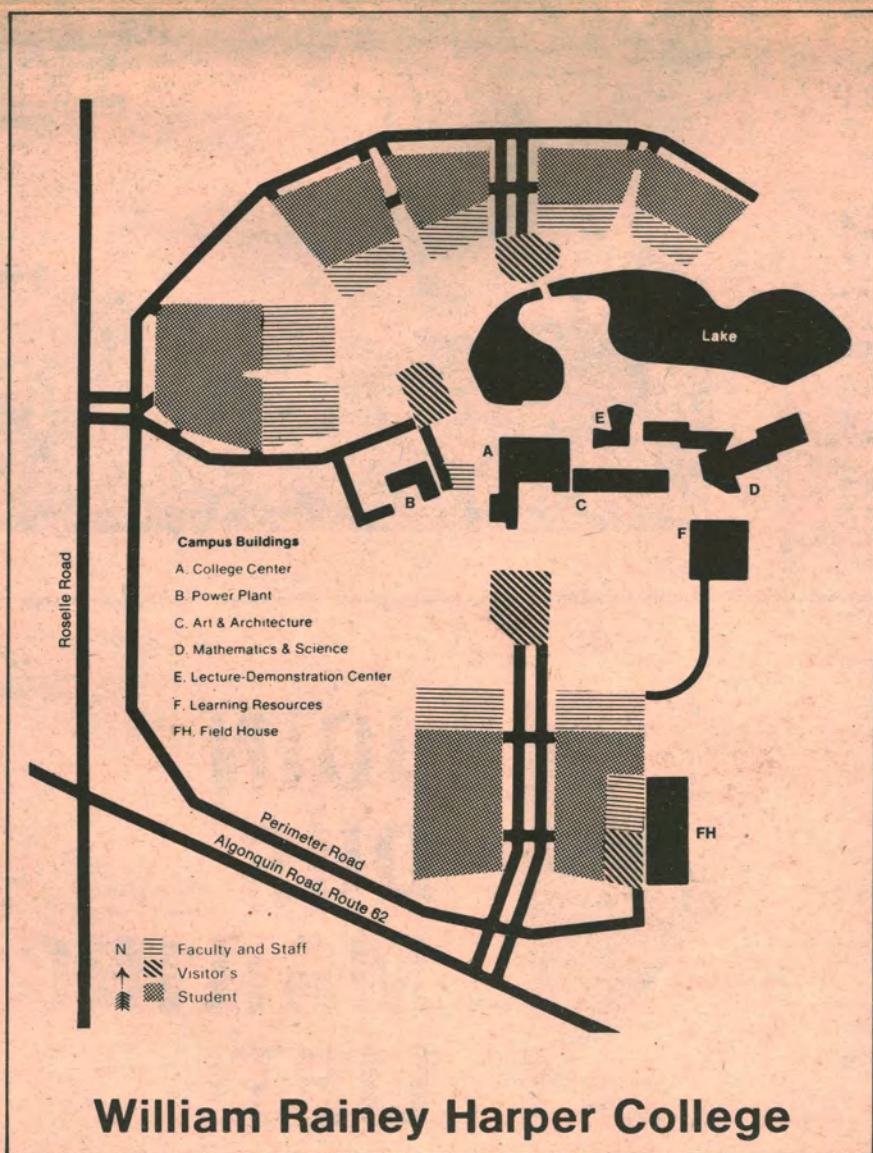 Lake
E
A
D
B
C
F
Roselle Road
Campus Buildings
A. College Center
B. Power Plant
C. Art & Architecture
D. Mathematics & Science
E. Lecture-Demonstration Center
F. Learning Resources
FH. Field House
FH
Perimeter Road
Algonquin Road, Route 62
N
Faculty and Staff
Visitor's
Student
William Rainey Harper College